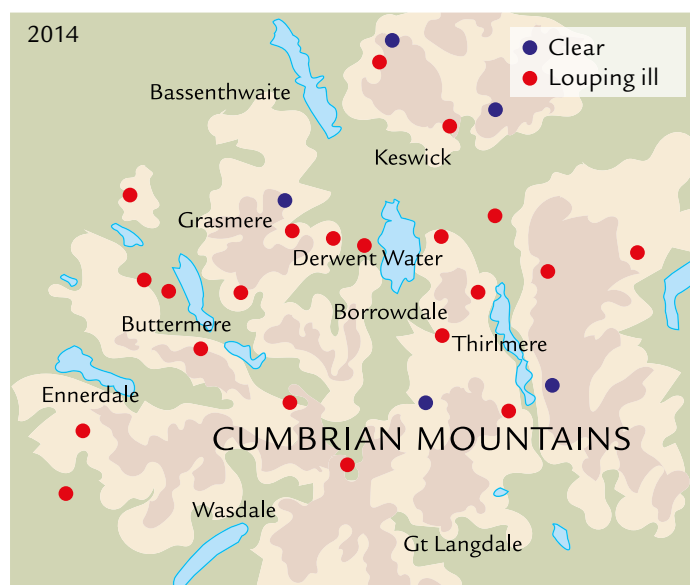 2014
Clear
Louping ill
Bassenthwaite
Keswick
Grasmere
Derwent Water
Borrowdale
Buttermere
Thirlmere
Ennerdale
CUMBRIAN MOUNTAINS
Wasdale
Gt Langdale